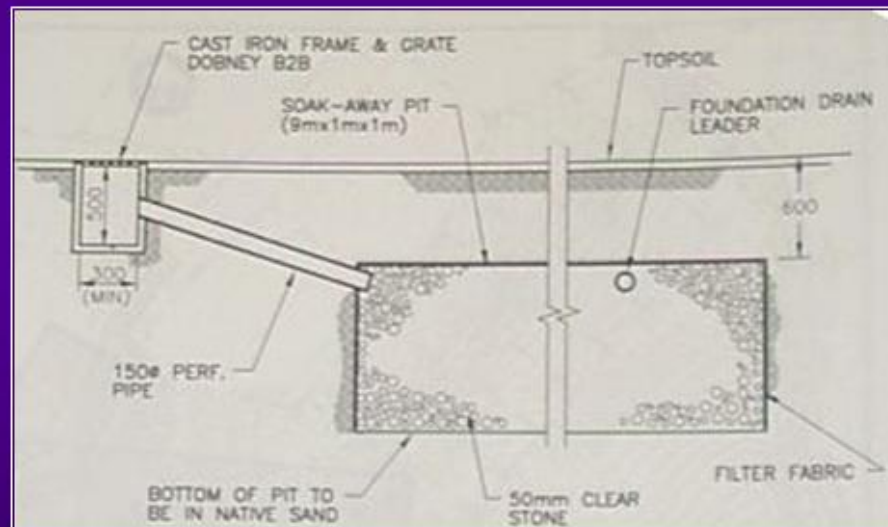 CAST IRON FRAME & GRATE
DOBNEY B2B
TOPSOIL
SOAK-AWAY PIT
(9mx1mx1m)
FOUNDATION DRAIN
LEADER
500
600
300
(MIN)
150ø PERF.
PIPE
FILTER FABRIC
BOTTOM OF PIT TO
BE IN NATIVE SAND
50mm CLEAR
STONE